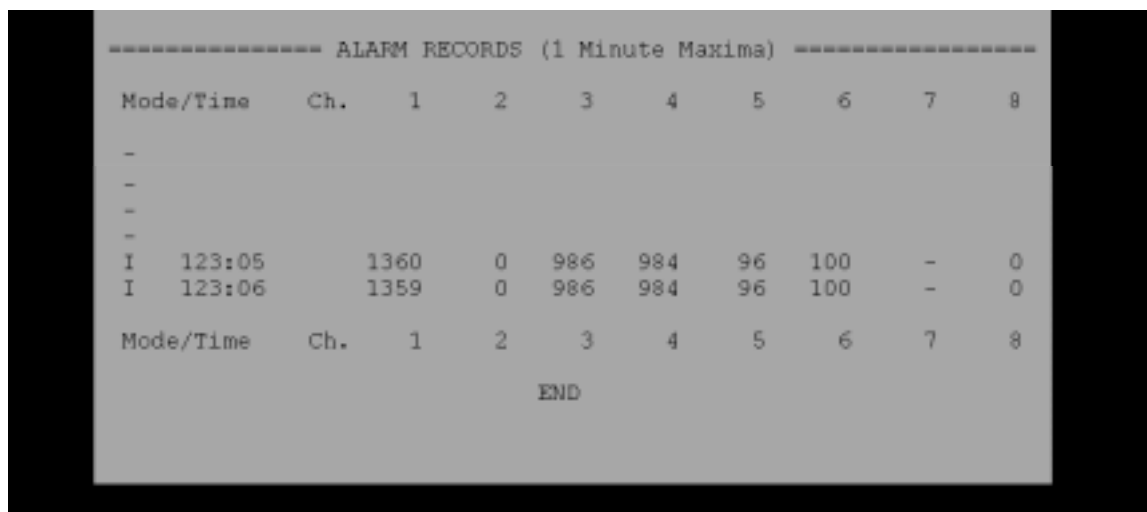 =============== ALARM RECORDS (1 Minute Maxima) =================
Mode/Time Ch. 1 2 3 4 5 6 7 8
-
-
-
-
I 123:05 1360 0 986 984 96 100 - 0
I 123:06 1359 0 986 984 96 100 - 0
Mode/Time Ch. 1 2 3 4 5 6 7 8
END